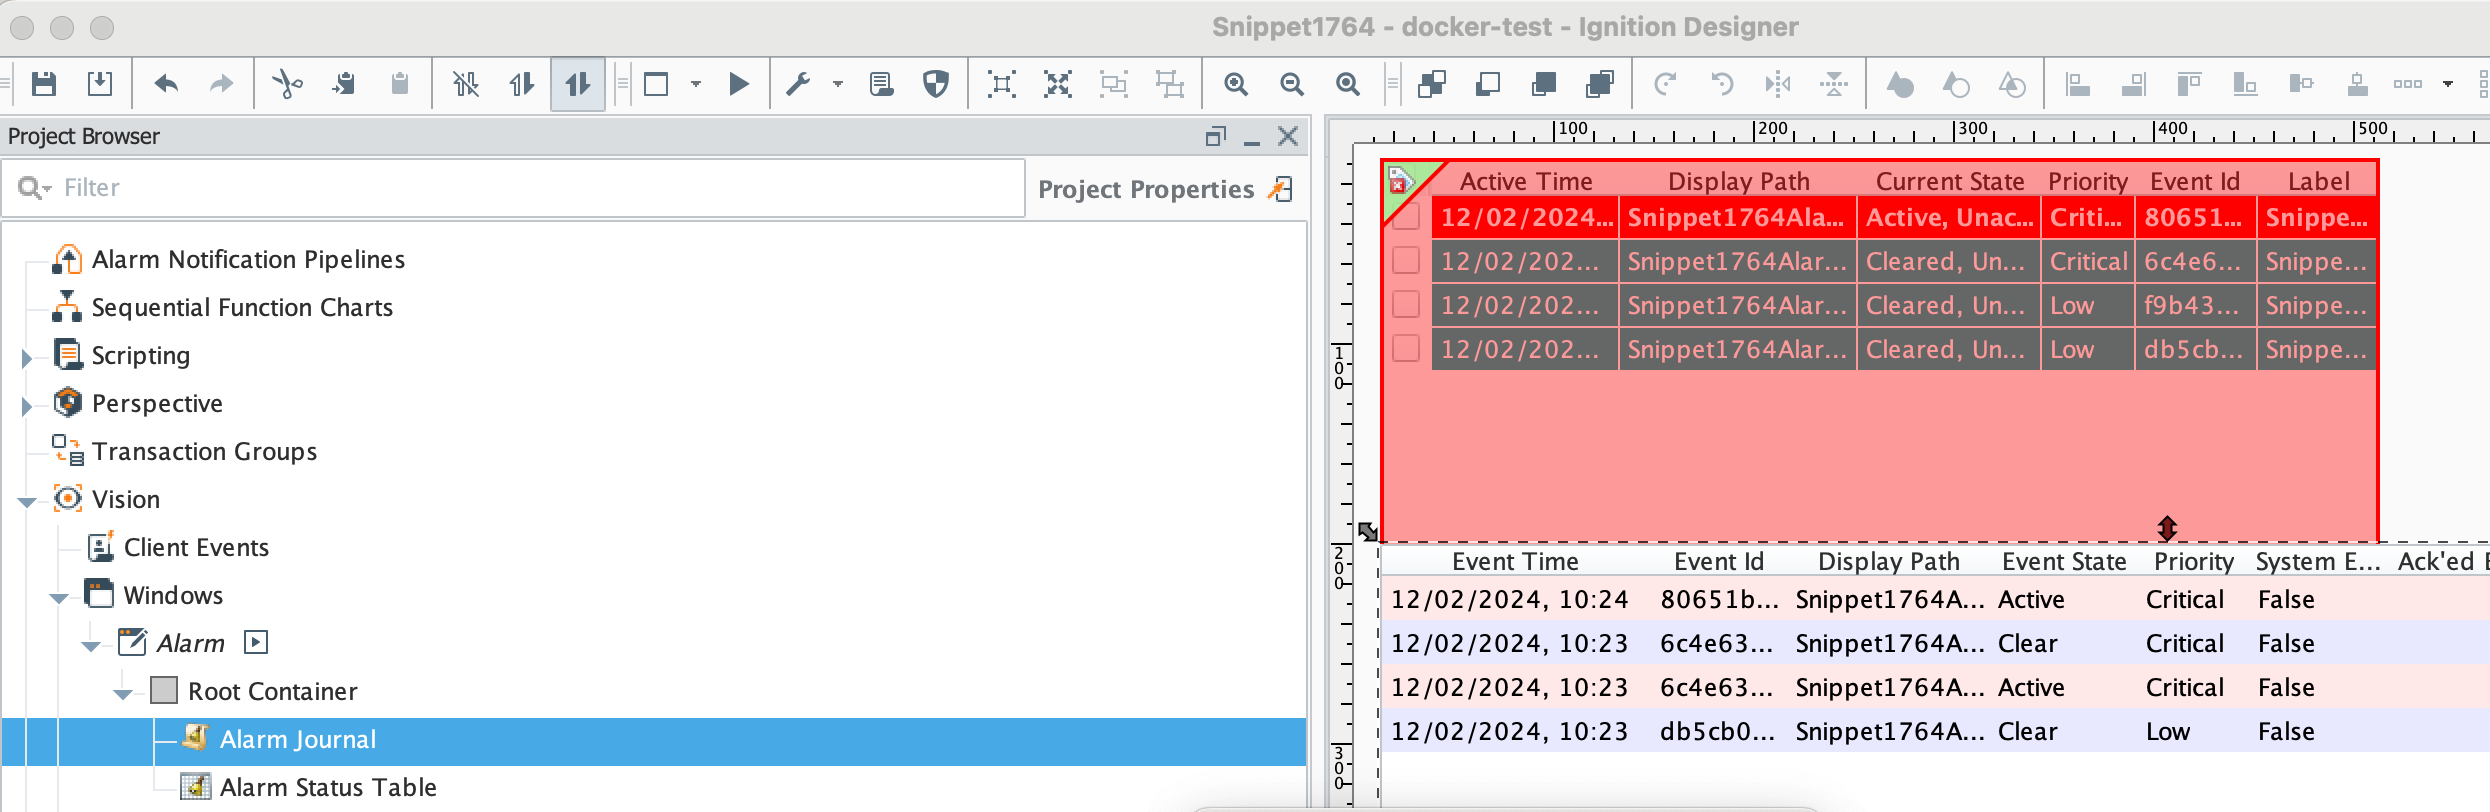 Snippet1764 - docker-test - Ignition Designer
Project Browser
Filter
Project Properties
Alarm Notification Pipelines
Sequential Function Charts
Scripting
Perspective
Transaction Groups
Vision
Client Events
Windows
Alarm
Root Container
Alarm Journal
Alarm Status Table
100 200 300 400 500
Active Time Display Path Current State Priority Event Id Label
12/02/2024... Snippet1764Ala... Active, Unac... Criti... 80651... Snippe...
12/02/202... Snippet1764Alar... Cleared, Un... Critical 6c4e6... Snippe...
12/02/202... Snippet1764Alar... Cleared, Un... Low f9b43... Snippe...
12/02/202... Snippet1764Alar... Cleared, Un... Low db5cb... Snippe...
100
200
300
Event Time Event Id Display Path Event State Priority System E... Ack'ed
12/02/2024, 10:24 80651b... Snippet1764A... Active Critical False
12/02/2024, 10:23 6c4e63... Snippet1764A... Clear Critical False
12/02/2024, 10:23 6c4e63... Snippet1764A... Active Critical False
12/02/2024, 10:23 db5cb0... Snippet1764A... Clear Low False